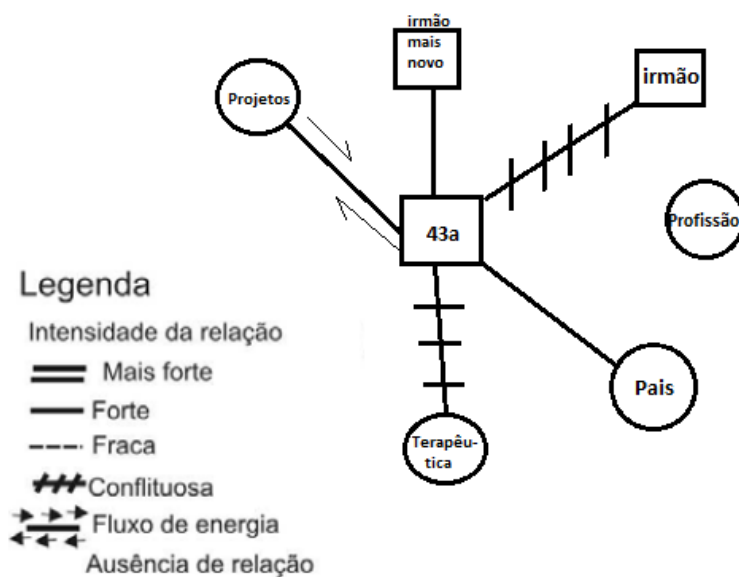 irmão
mais
novo
irmão
Projetos
Profissão
43a
Legenda
Intensidade da relação
Mais forte
Forte
Fraca
Conflituosa
Fluxo de energia
Ausência de relação
Pais
Terapêu-
tica